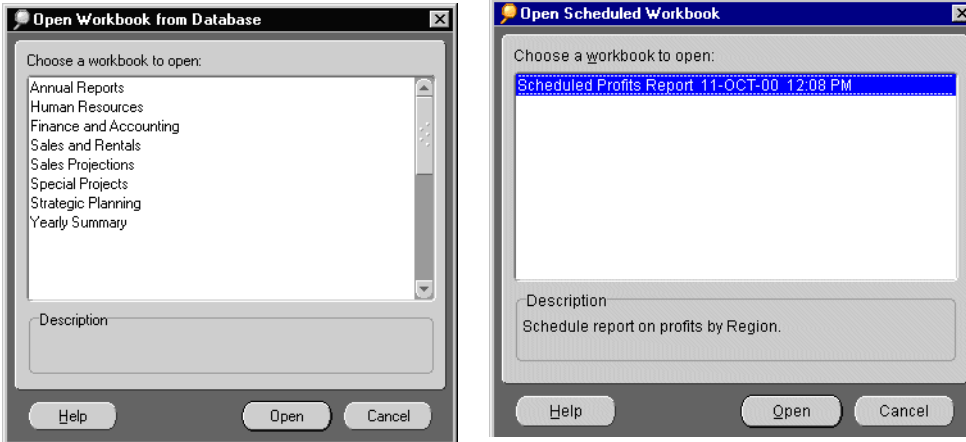 Open Workbook from Database
Choose a workbook to open:
Annual Reports
Human Resources
Finance and Accounting
Sales and Rentals
Sales Projections
Special Projects
Strategic Planning
Yearly Summary
Description
Help
Open
Cancel
Open Scheduled Workbook
Choose a workbook to open:
Scheduled Profits Report 11-OCT-00 12:08 PM
Description
Schedule report on profits by Region.
Help
Open
Cancel